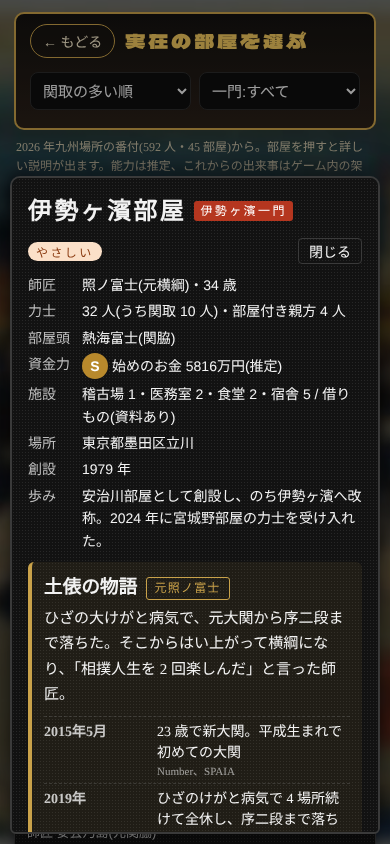 ← もどる 実在の部屋を選ぶ
関取の多い順 一門:すべて
2026 年九州場所の番付(592 人・45 部屋)から。部屋を押すと詳し
い説明が出ます。能力は推定、これからの出来事はゲーム内の架
伊勢ヶ濱部屋 伊勢ヶ濱一門
やさしい 閉じる
師匠 照ノ富士(元横綱)・34 歳
力士 32 人(うち関取 10 人)・部屋付き親方 4 人
部屋頭 熱海富士(関脇)
資金力 S 始めのお金 5816万円(推定)
施設 稽古場 1・医務室 2・食堂 2・宿舎 5 / 借り
もの(資料あり)
場所 東京都墨田区立川
創設 1979 年
歩み 安治川部屋として創設し、のち伊勢ヶ濱へ改
称。2024 年に宮城野部屋の力士を受け入れ
た。
土俵の物語 元照ノ富士
ひざの大けがと病気で、元大関から序二段ま
で落ちた。そこからはい上がって横綱にな
り、「相撲人生を 2 回楽しんだ」と言った師
匠。
2015年5月 23 歳で新大関。平成生まれで
初めての大関
Number、SPAIA
2019年 ひざのけがと病気で 4 場所続
けて全休し、序二段まで落ち